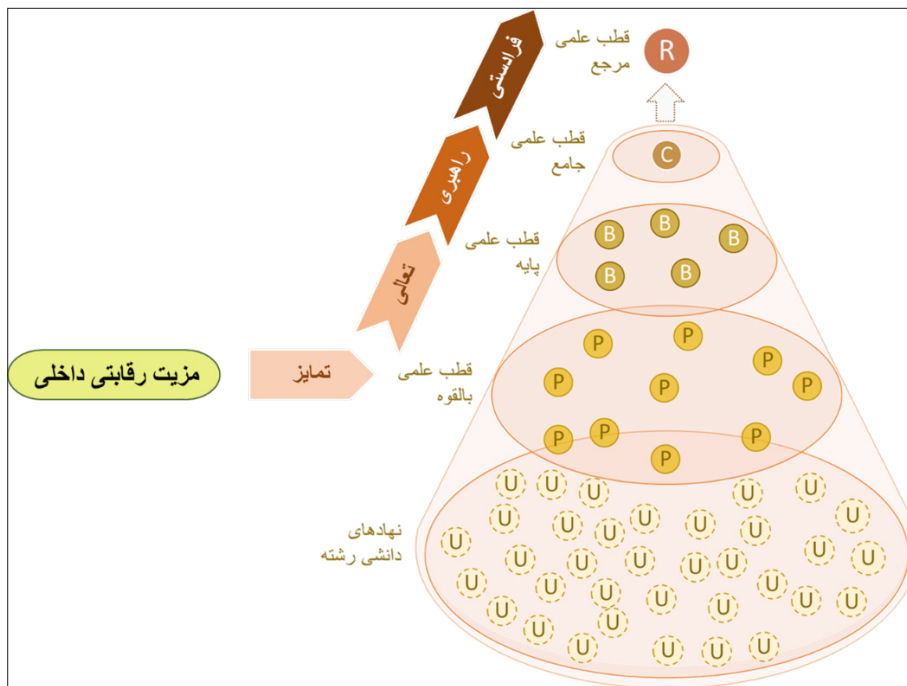 قطب علمی
مرجع
R
فرادستی
قطب علمی
جامع
C
راهبری
قطب علمی
پایه
B B B
B B
تعالی
قطب علمی
بالقوه
P P P
P P P
P P P
P
تمایز
مزیت رقابتی داخلی
نهادهای
دانشی رشته
U U U U U
U U U U U U
U U U U
U U U U U U
U U U U U
U U U U U
U U U
U U U U